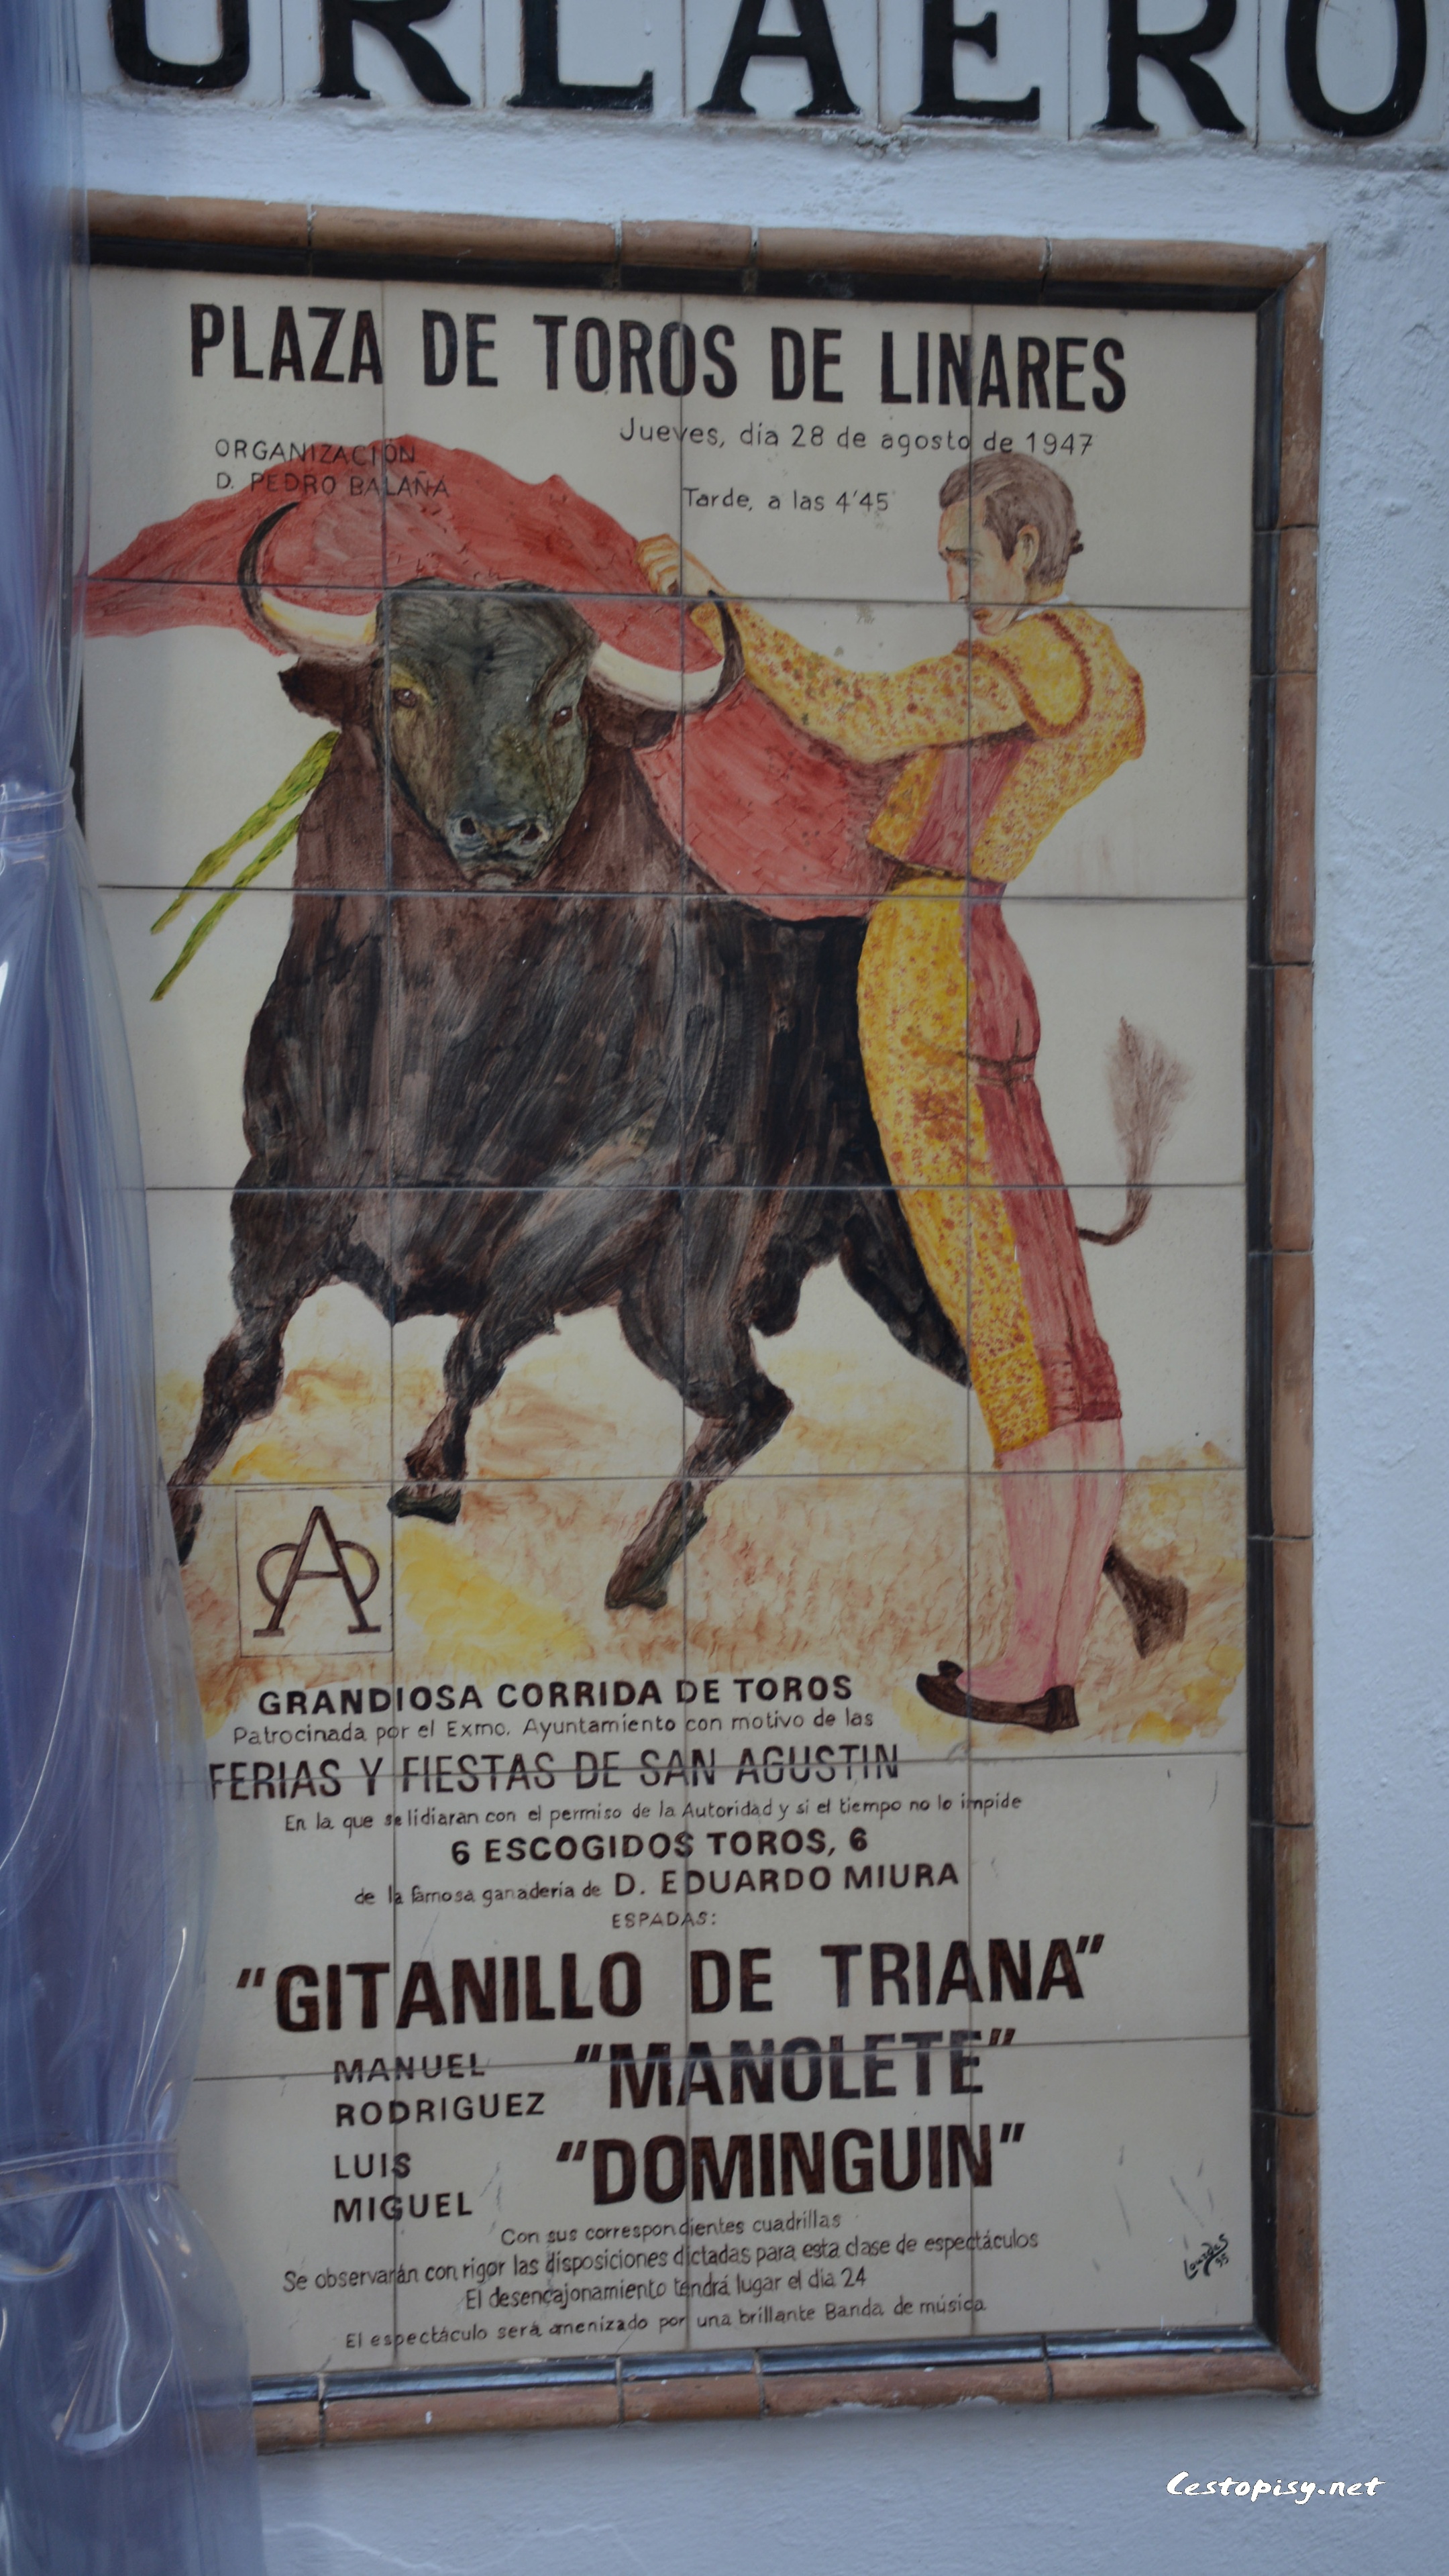 URLAERO
PLAZA DE TOROS DE LINARES
Jueves, día 28 de agosto de 1947
ORGANIZACIÓN
D. PEDRO BALAÑÁ
Tarde, a las 4'45
GRANDIOSA CORRIDA DE TOROS
Patrocinada por el Exmo. Ayuntamiento con motivo de las
FERIAS Y FIESTAS DE SAN AGUSTIN
En la que se lidiaran con el permiso de la Autoridad y si el tiempo no lo impide
6 ESCOGIDOS TOROS, 6
de la famosa ganadería de D. EDUARDO MIURA
ESPADAS:
"GITANILLO DE TRIANA"
MANUEL RODRIGUEZ "MANOLETE"
LUIS MIGUEL "DOMINGUIN"
Con sus correspondientes cuadrillas
Se observarán con rigor las disposiciones dictadas para esta clase de espectáculos
El desencajonamiento tendrá lugar el dia 24
El espectáculo será amenizado por una brillante Banda de música
Cestopisy.net